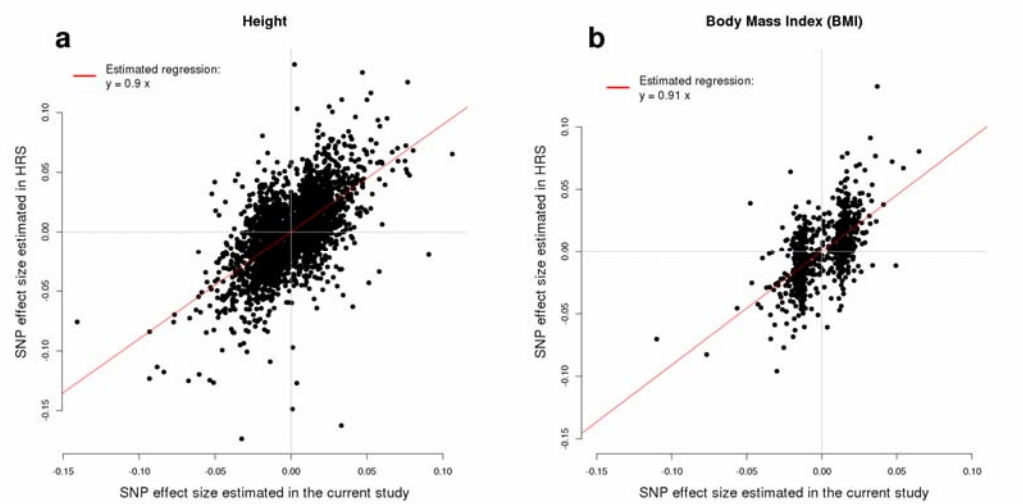 Height
a
Estimated regression:
y = 0.9 x
SNP effect size estimated in HRS
0.10
0.05
0.00
-0.05
-0.10
-0.15
-0.15 -0.10 -0.05 0.00 0.05 0.10
SNP effect size estimated in the current study
Body Mass Index (BMI)
b
Estimated regression:
y = 0.91 x
SNP effect size estimated in HRS
0.10
0.05
0.00
-0.05
-0.10
-0.15
-0.15 -0.10 -0.05 0.00 0.05 0.10
SNP effect size estimated in the current study